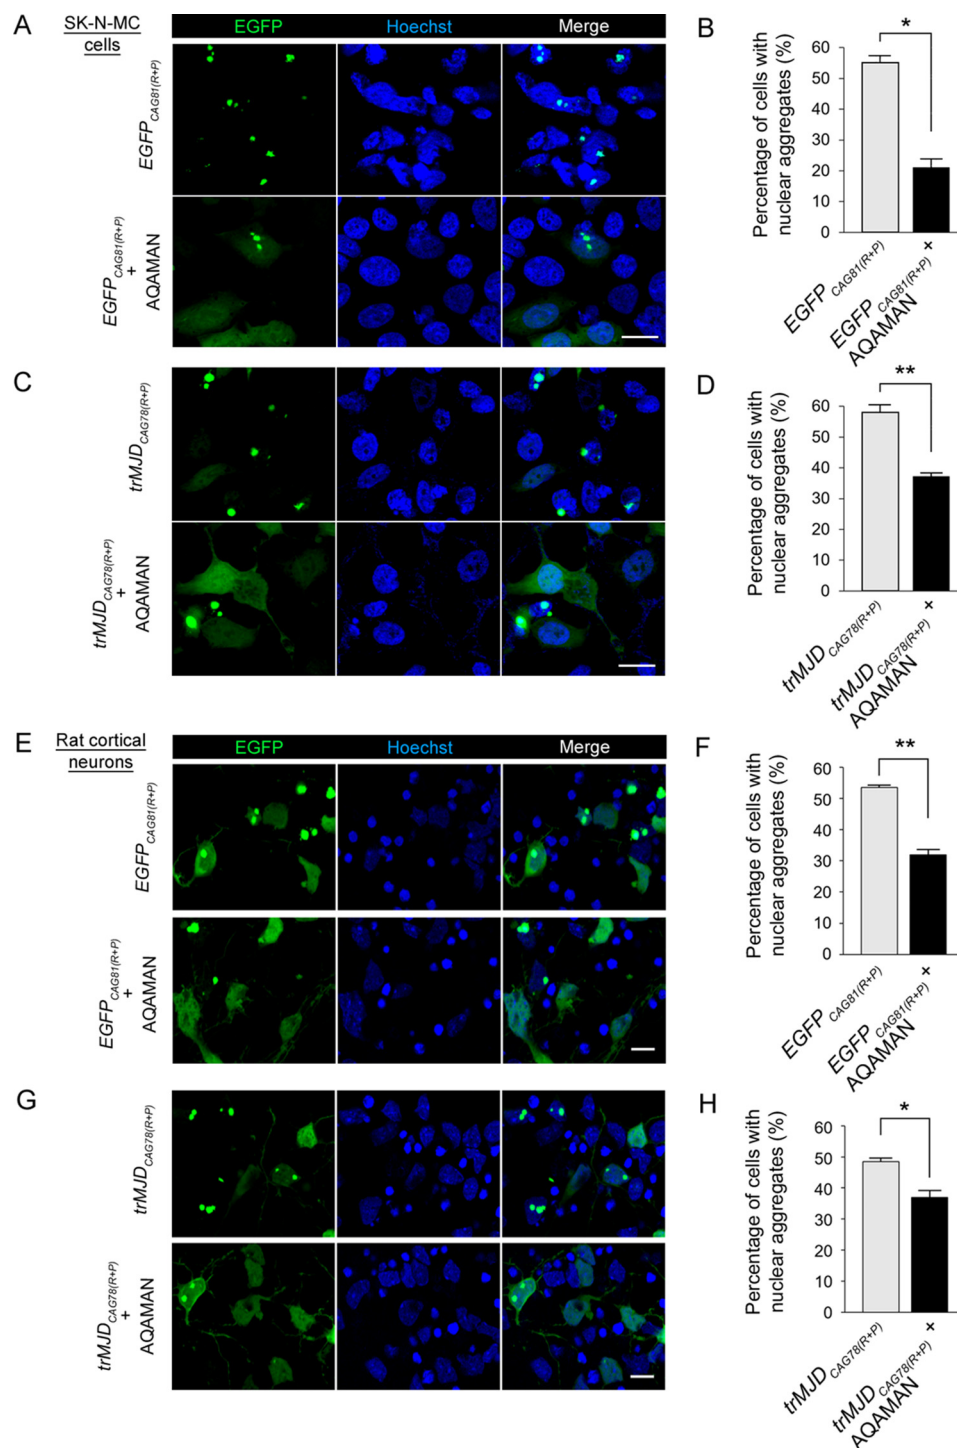 A
SK-N-MC
cells
EGFP
Hoechst
Merge
EGFP CAG81(R+P)
EGFP CAG81(R+P)
+
AQAMAN
B
Percentage of cells with
nuclear aggregates (%)
60
50
40
30
20
10
0
*
EGFP CAG81(R+P)
EGFP CAG81(R+P) +
AQAMAN
C
trMJD CAG78(R+P)
trMJD CAG78(R+P)
+
AQAMAN
D
Percentage of cells with
nuclear aggregates (%)
60
50
40
30
20
10
0
**
trMJD CAG78(R+P)
trMJD CAG78(R+P) +
AQAMAN
E
Rat cortical
neurons
EGFP
Hoechst
Merge
EGFP CAG81(R+P)
EGFP CAG81(R+P)
+
AQAMAN
F
Percentage of cells with
nuclear aggregates (%)
60
50
40
30
20
10
0
**
EGFP CAG81(R+P)
EGFP CAG81(R+P) +
AQAMAN
G
trMJD CAG78(R+P)
trMJD CAG78(R+P)
+
AQAMAN
H
Percentage of cells with
nuclear aggregates (%)
60
50
40
30
20
10
0
*
trMJD CAG78(R+P)
trMJD CAG78(R+P) +
AQAMAN